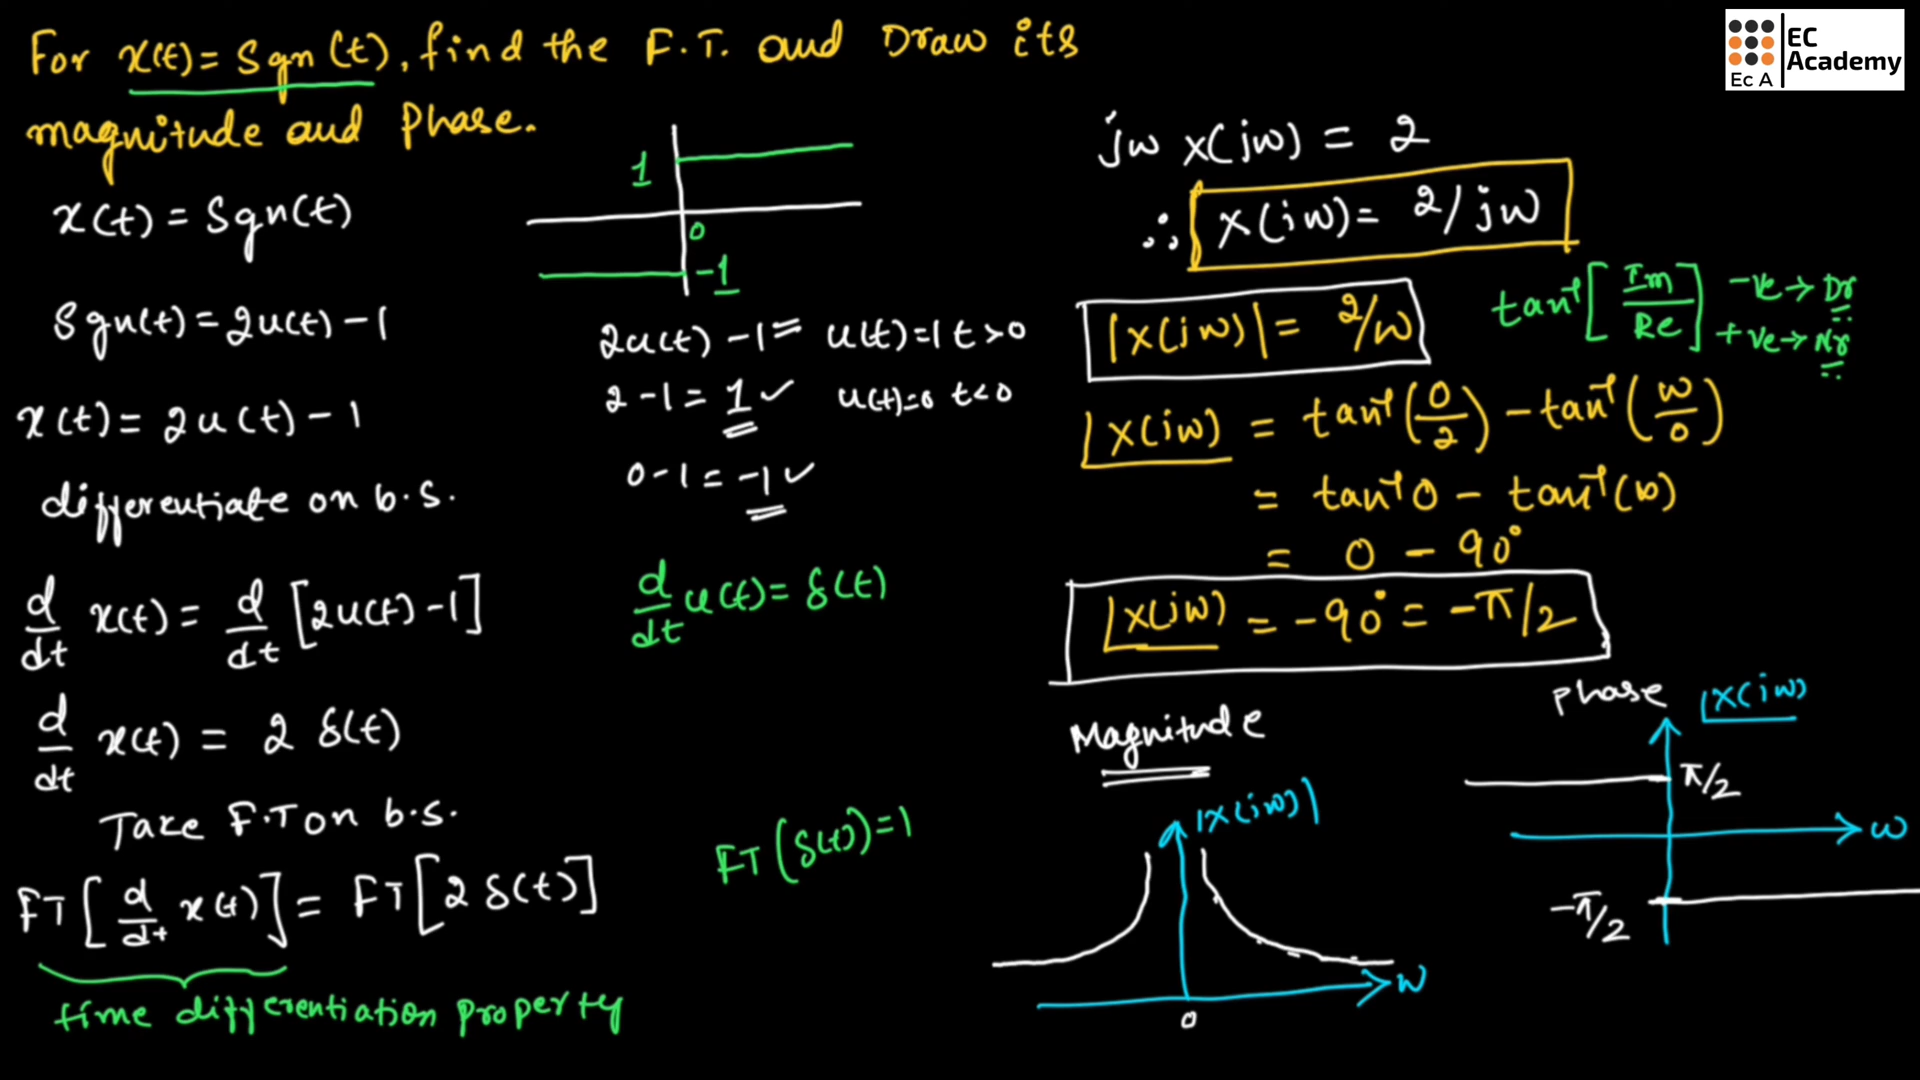 For x(t) = Sgn(t), find the F.T. and Draw its
magnitude and Phase.
x(t) = Sgn(t)
Sgn(t) = 2u(t) - 1
x(t) = 2u(t) - 1
differentiate on b.s.
d/dt x(t) = d/dt [2u(t) - 1]
d/dt x(t) = 2 δ(t)
Take F.T on b.s.
FT[d/dt x(t)] = FT[2 δ(t)]
time differentiation property
1
0
-1
2u(t) - 1 = u(t)=1 t>0
2 - 1 = 1 ✓ u(t)=0 t<0
0 - 1 = -1 ✓
d/dt u(t) = δ(t)
FT(δ(t)) = 1
EC
Academy
Ec A
jw x(jw) = 2
∴ x(jw) = 2/jw
|x(jw)| = 2/w
tan⁻¹[Im/Re] -ve → Dr
+ve → Nr
∠x(jw) = tan⁻¹(0/2) - tan⁻¹(w/0)
= tan⁻¹0 - tan⁻¹(∞)
= 0 - 90°
∠x(jw) = -90° = -π/2
Magnitude
|x(jw)|
w
0
Phase ∠x(jw)
π/2
w
-π/2